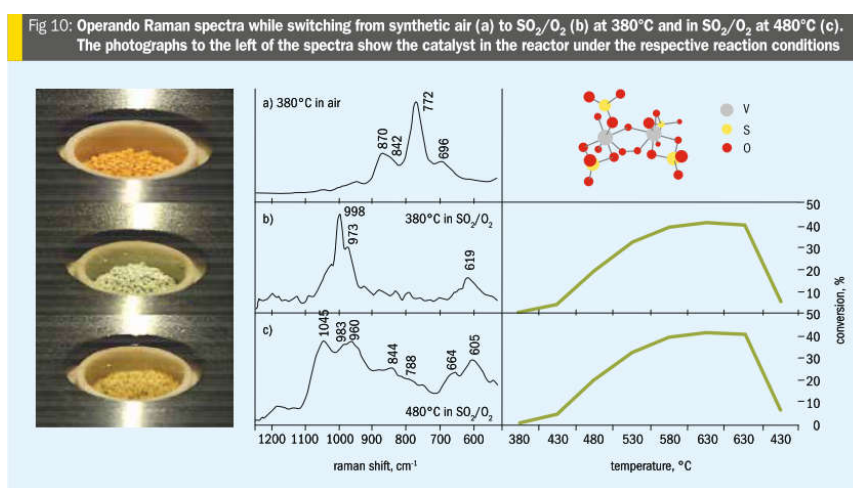 Fig 10: Operando Raman spectra while switching from synthetic air (a) to SO₂/O₂ (b) at 380°C and in SO₂/O₂ at 480°C (c).
The photographs to the left of the spectra show the catalyst in the reactor under the respective reaction conditions
a) 380°C in air
870
842
772
696
V
S
O
b)
998
973
380°C in SO₂/O₂
619
50
40
30
20
10
0
c)
1045
983
960
844
788
664
605
480°C in SO₂/O₂
50
40
30
20
10
0
conversion, %
1200 1100 1000 900 800 700 600
raman shift, cm⁻¹
380 430 480 530 580 630 630 430
temperature, °C